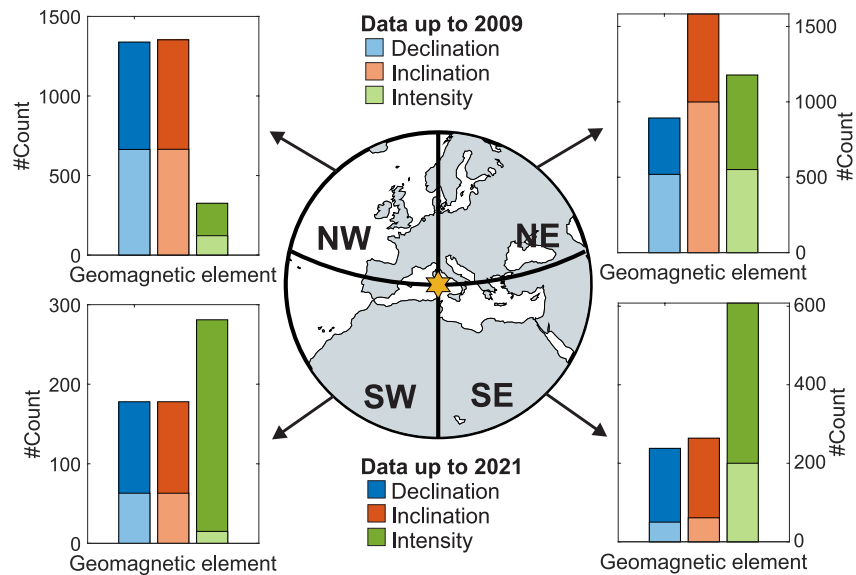 1500
1000
500
0
#Count
Geomagnetic element
Data up to 2009
Declination
Inclination
Intensity
1500
1000
500
0
#Count
Geomagnetic element
NW
NE
SW
SE
300
200
100
0
#Count
Geomagnetic element
Data up to 2021
Declination
Inclination
Intensity
600
400
200
0
#Count
Geomagnetic element